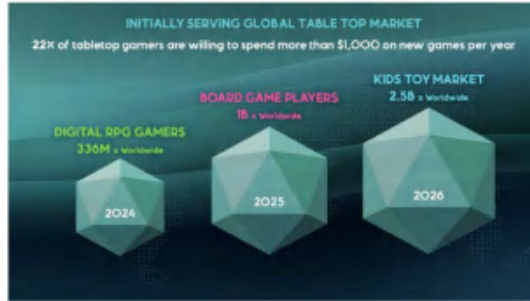 INITIALLY SERVING GLOBAL TABLE TOP MARKET
22% of tabletop gamers are willing to spend more than $1,000 on new games per year
KIDS TOY MARKET
2.5B x Worldwide
BOARD GAME PLAYERS
1B x Worldwide
DIGITAL RPG GAMERS
336M x Worldwide
2024
2025
2026